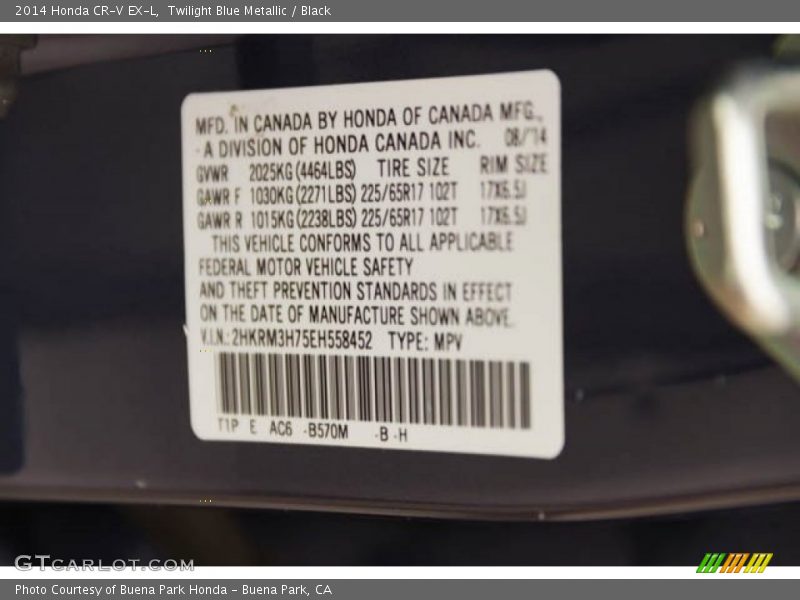 2014 Honda CR-V EX-L,  Twilight Blue Metallic / Black
MFD. IN CANADA BY HONDA OF CANADA MFG.,
- A DIVISION OF HONDA CANADA INC. 08/14
GVWR 2025KG (4464LBS) TIRE SIZE RIM SIZE
GAWR F 1030KG (2271LBS) 225/65R17 102T 17X6.5J
GAWR R 1015KG (2238LBS) 225/65R17 102T 17X6.5J
THIS VEHICLE CONFORMS TO ALL APPLICABLE
FEDERAL MOTOR VEHICLE SAFETY
AND THEFT PREVENTION STANDARDS IN EFFECT
ON THE DATE OF MANUFACTURE SHOWN ABOVE.
V.I.N.: 2HKRM3H75EH558452 TYPE: MPV
T1P E AC6 -B570M -B -H
GTCARLOT.COM
Photo Courtesy of Buena Park Honda - Buena Park, CA